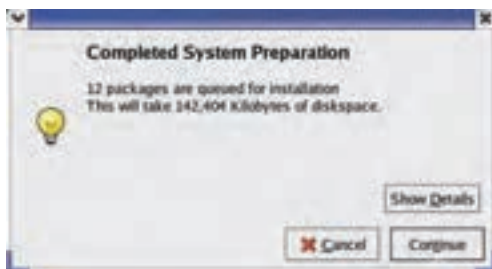 Completed System Preparation
12 packages are queued for installation
This will take 142,404 Kilobytes of diskspace.
Show Details
Cancel
Continue